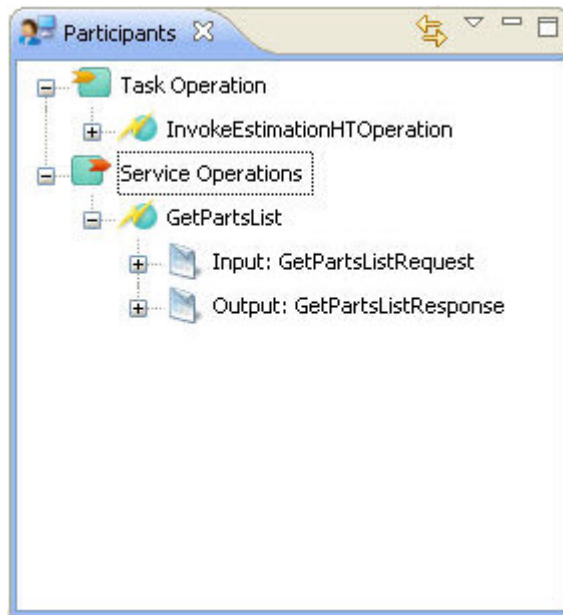 Participants
Task Operation
InvokeEstimationHTOperation
Service Operations
GetPartsList
Input: GetPartsListRequest
Output: GetPartsListResponse